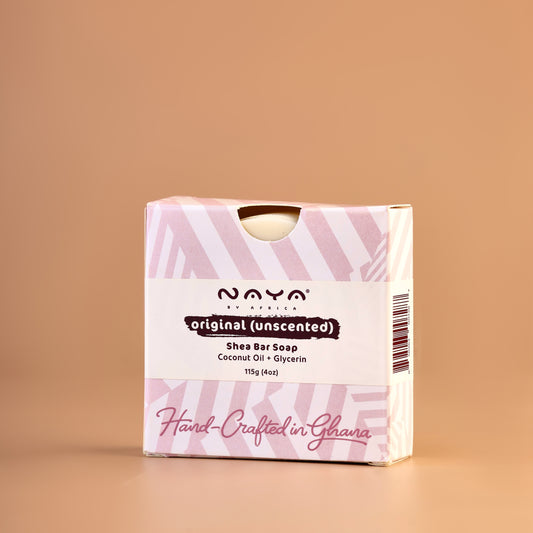 NAYA®
BY AFRICA
original (unscented)
Shea Bar Soap
Coconut Oil + Glycerin
115g (4oz)
Hand-Crafted in Ghana